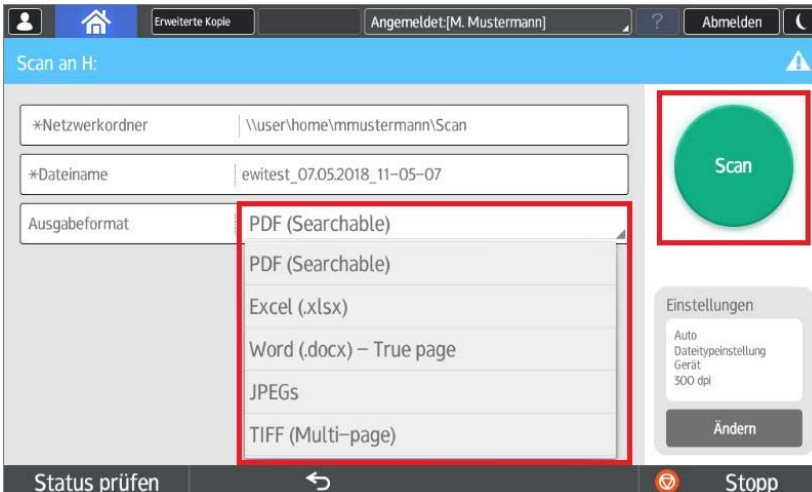 Erweiterte Kopie
Angemeldet:[M. Mustermann]
?
Abmelden
Scan an H:
*Netzwerkordner
\\user\home\mmustermann\Scan
*Dateiname
ewitest_07.05.2018_11-05-07
Ausgabeformat
PDF (Searchable)
PDF (Searchable)
Excel (.xlsx)
Word (.docx) – True page
JPEGs
TIFF (Multi-page)
Scan
Einstellungen
Auto
Dateitypeinstellung
Gerät
300 dpi
Ändern
Status prüfen
Stopp